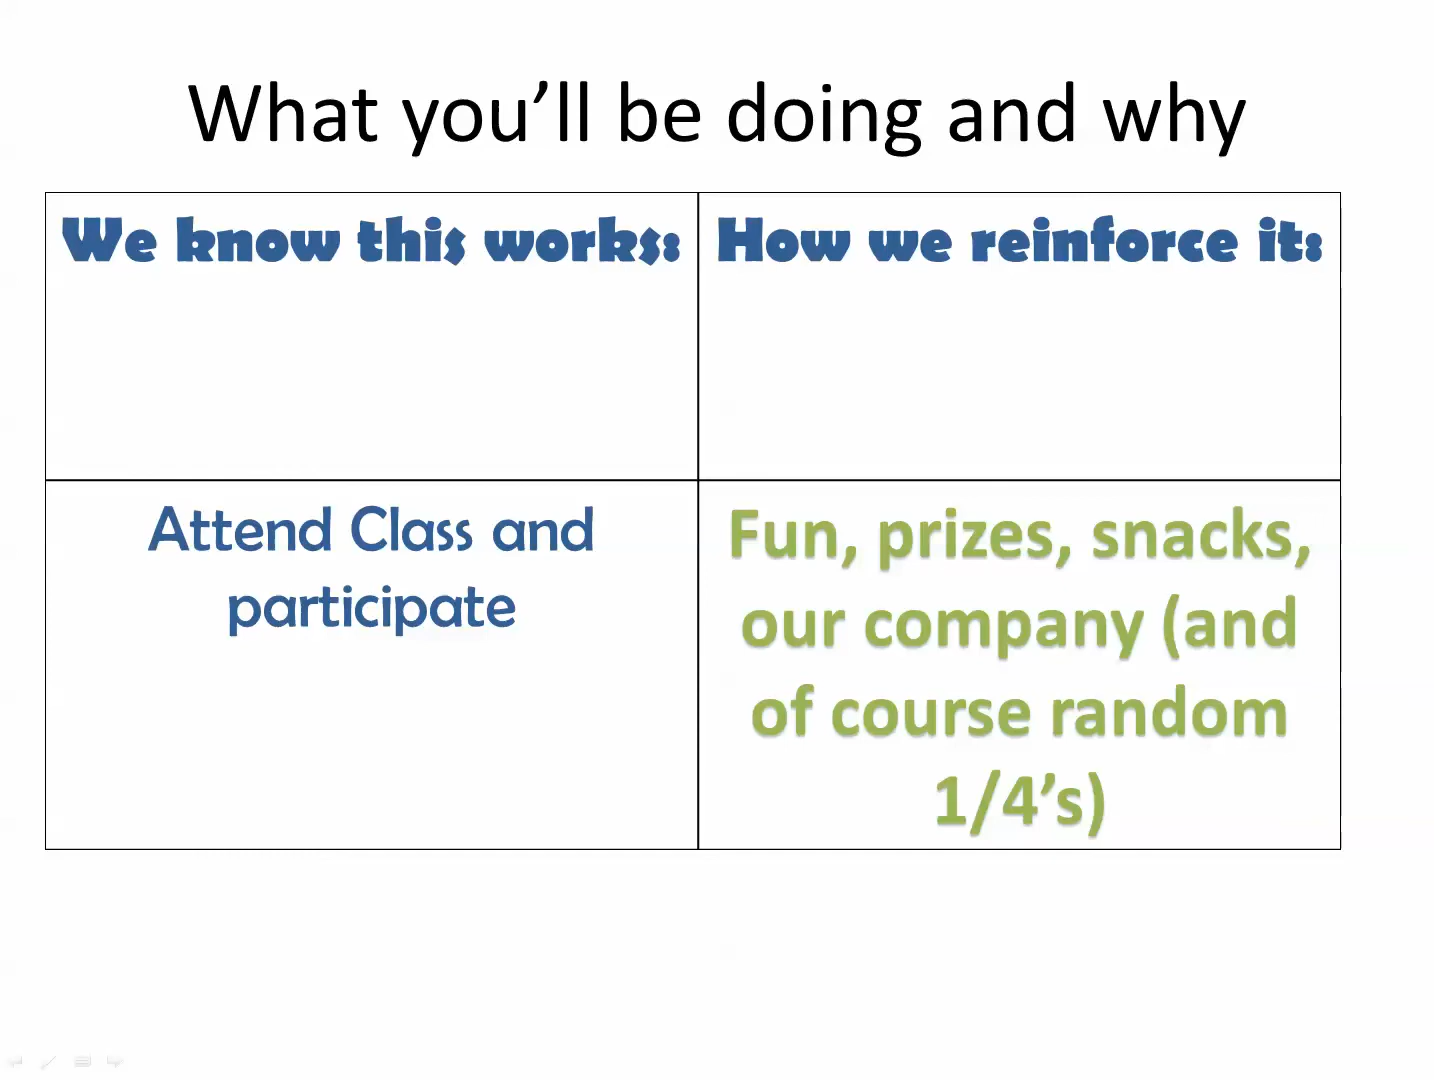 What you’ll be doing and why
We know this works:
How we reinforce it:
Attend Class and
participate
Fun, prizes, snacks,
our company (and
of course random
1/4’s)